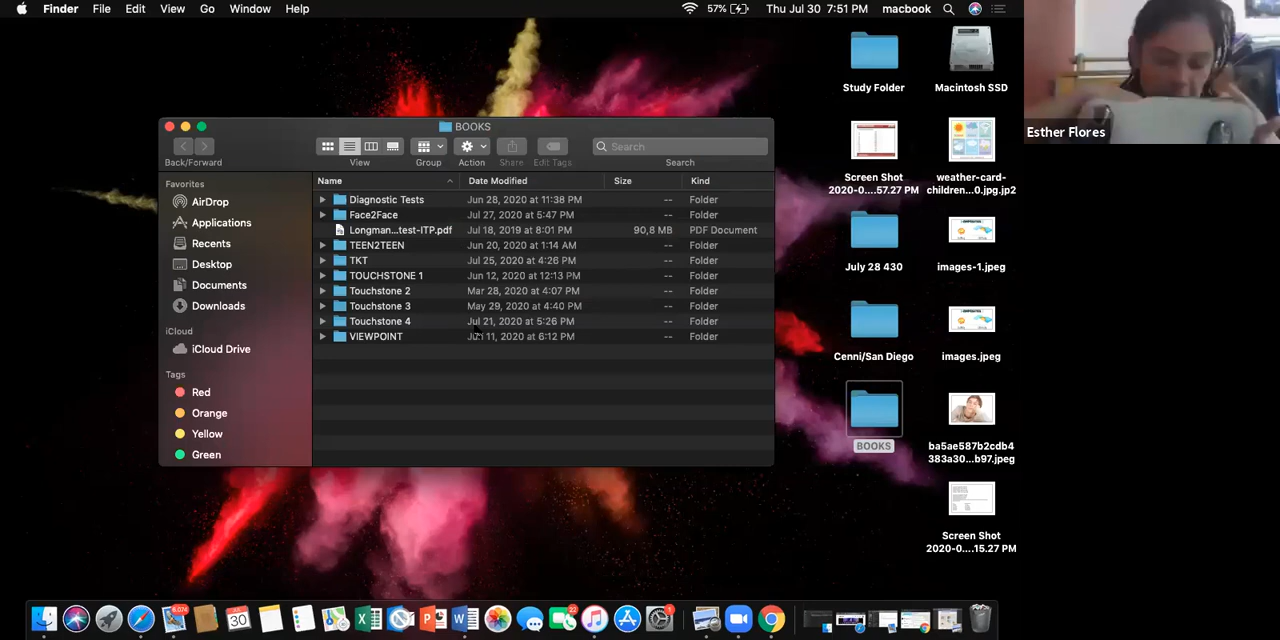 Finder File Edit View Go Window Help 57% Thu Jul 30 7:51 PM macbook
BOOKS
Back/Forward View Group Action Share Edit Tags Search
Search
Favorites
AirDrop
Applications
Recents
Desktop
Documents
Downloads
iCloud
iCloud Drive
Tags
Red
Orange
Yellow
Green
Name Date Modified Size Kind
Diagnostic Tests Jun 28, 2020 at 11:38 PM -- Folder
Face2Face Jul 27, 2020 at 5:47 PM -- Folder
Longman...test-ITP.pdf Jul 18, 2019 at 8:01 PM 90,8 MB PDF Document
TEEN2TEEN Jun 20, 2020 at 1:14 AM -- Folder
TKT Jul 25, 2020 at 4:26 PM -- Folder
TOUCHSTONE 1 Jun 12, 2020 at 12:13 PM -- Folder
Touchstone 2 Mar 28, 2020 at 4:07 PM -- Folder
Touchstone 3 May 29, 2020 at 4:40 PM -- Folder
Touchstone 4 Jul 21, 2020 at 5:26 PM -- Folder
VIEWPOINT Jun 11, 2020 at 6:12 PM -- Folder
Study Folder
Macintosh SSD
Screen Shot
2020-0....57.27 PM
weather-card-
children...0.jpg.jp2
July 28 430
images-1.jpeg
Cenni/San Diego
images.jpeg
BOOKS
ba5ae587b2cdb4
383a30...b97.jpeg
Screen Shot
2020-0....15.27 PM
Esther Flores
6,074
30
22
1